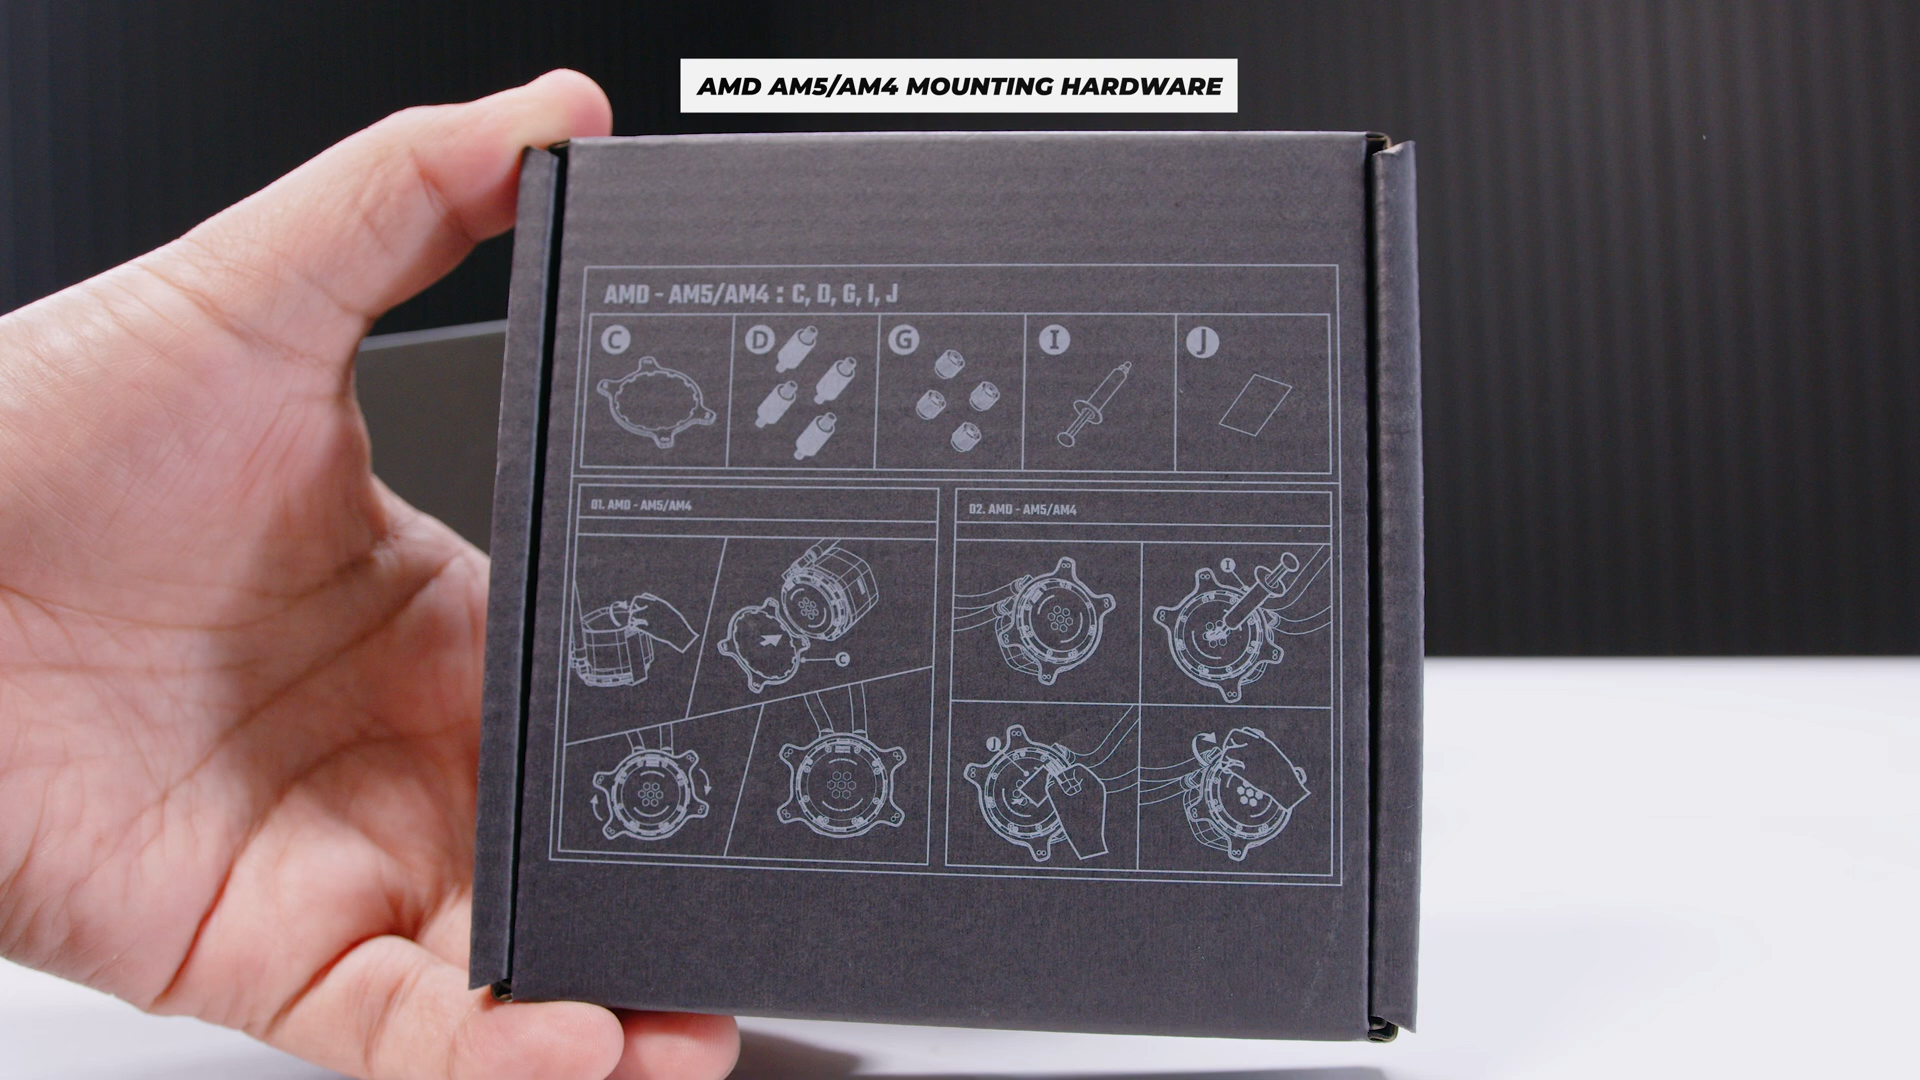 AMD AM5/AM4 MOUNTING HARDWARE
AMD - AM5/AM4 : C, D, G, I, J
C
D
G
I
J
01. AMD - AM5/AM4
02. AMD - AM5/AM4
C
I
J